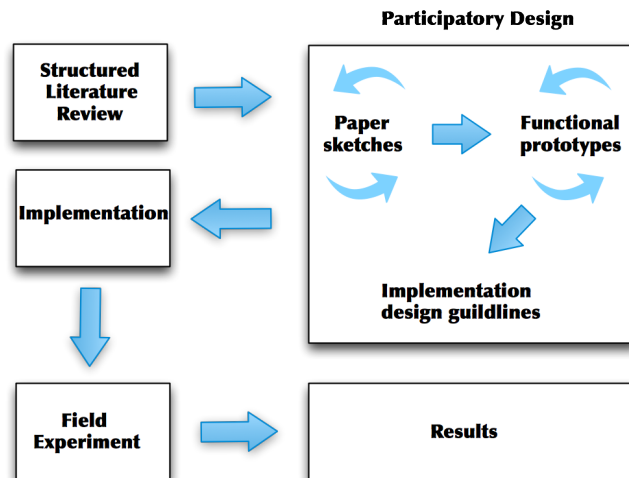 Participatory Design
Structured
Literature
Review
Paper
sketches
Functional
prototypes
Implementation
design guildlines
Implementation
Field
Experiment
Results